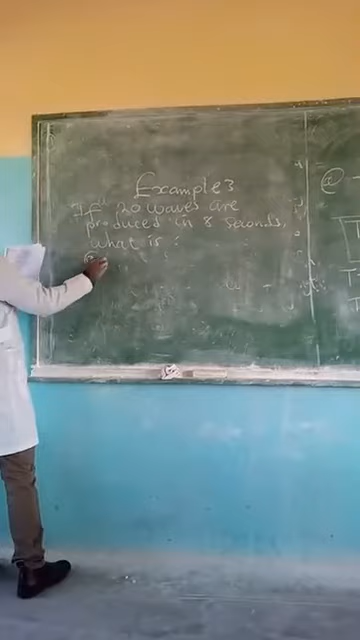 Example 3
If 20 waves are
produced in 8 seconds,
what is :
@